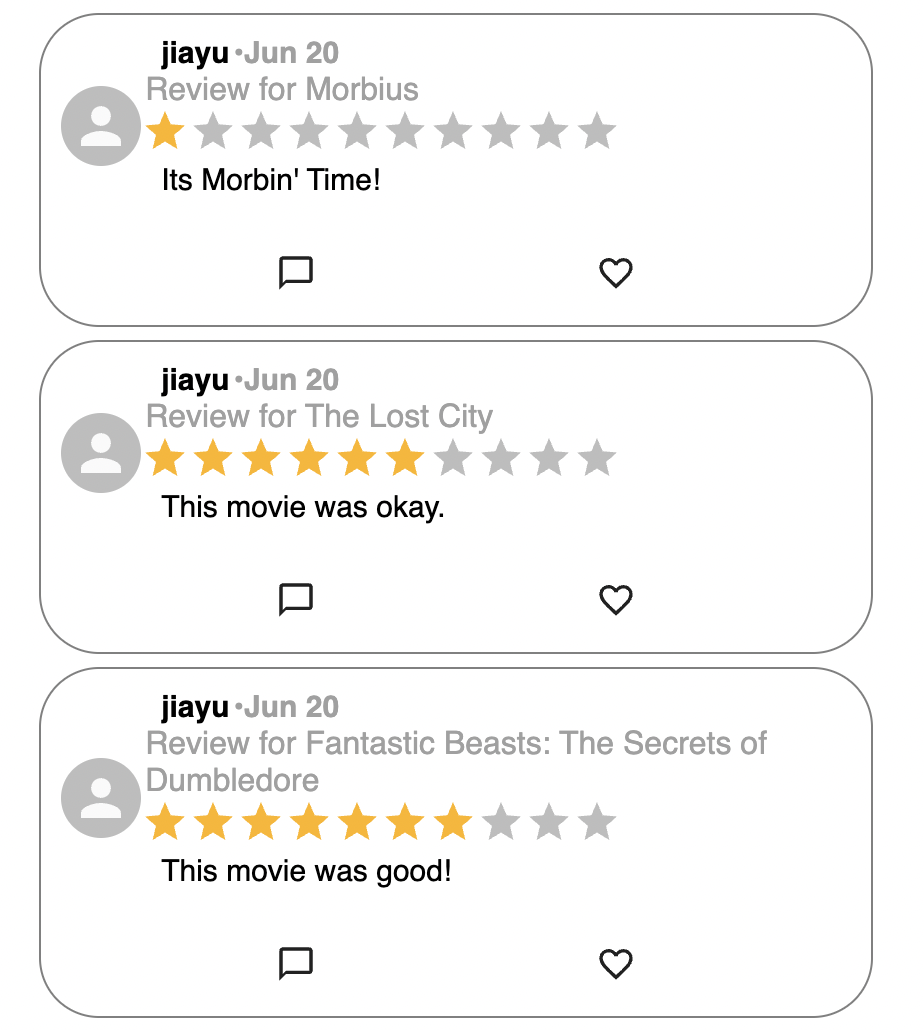 jiayu •Jun 20
Review for Morbius
Its Morbin' Time!
jiayu •Jun 20
Review for The Lost City
This movie was okay.
jiayu •Jun 20
Review for Fantastic Beasts: The Secrets of
Dumbledore
This movie was good!